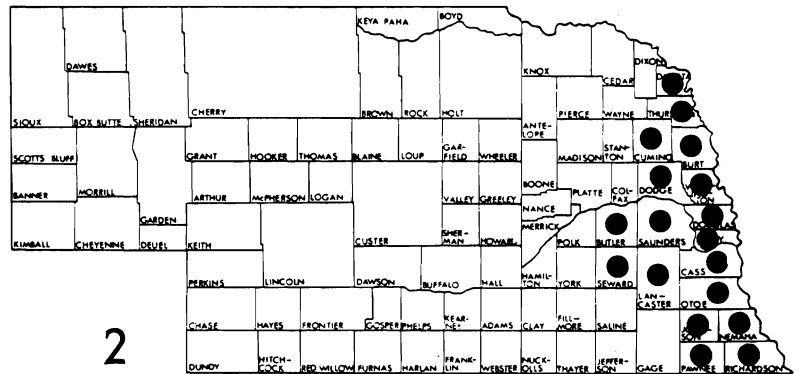 KEYA PAHA
BOYD
DAWES
KNOX
CEDAR
DIXON
SIOUX
BOX BUTTE
SHERIDAN
CHERRY
BROWN
ROCK
HOLT
ANTE-
LOPE
PIERCE
WAYNE
SCOTTS BLUFF
GRANT
HOOKER
THOMAS
BLAINE
LOUP
GAR-
FIELD
WHEELER
MADISON
STAN-
TON
CUMING
BURT
BANNER
MORRILL
GARDEN
ARTHUR
McPHERSON
LOGAN
VALLEY
GREELEY
BOONE
NANCE
PLATTE
COL-
FAX
DODGE
KIMBALL
CHEYENNE
DEUEL
KEITH
CUSTER
SHER-
MAN
HOWARD
MERRICK
POLK
BUTLER
SAUNDERS
PERKINS
LINCOLN
DAWSON
BUFFALO
HALL
HAMIL-
TON
YORK
SEWARD
LAN-
CASTER
CASS
OTOE
CHASE
HAYES
FRONTIER
GOSPER
PHELPS
KEAR-
NEY
ADAMS
CLAY
FILL-
MORE
SALINE
NEMAHA
DUNDY
HITCH-
COCK
RED WILLOW
FURNAS
HARLAN
FRANK-
LIN
WEBSTER
NUCK-
OLLS
THAYER
JEFFER-
SON
GAGE
PAWNEE
RICHARDSON
2